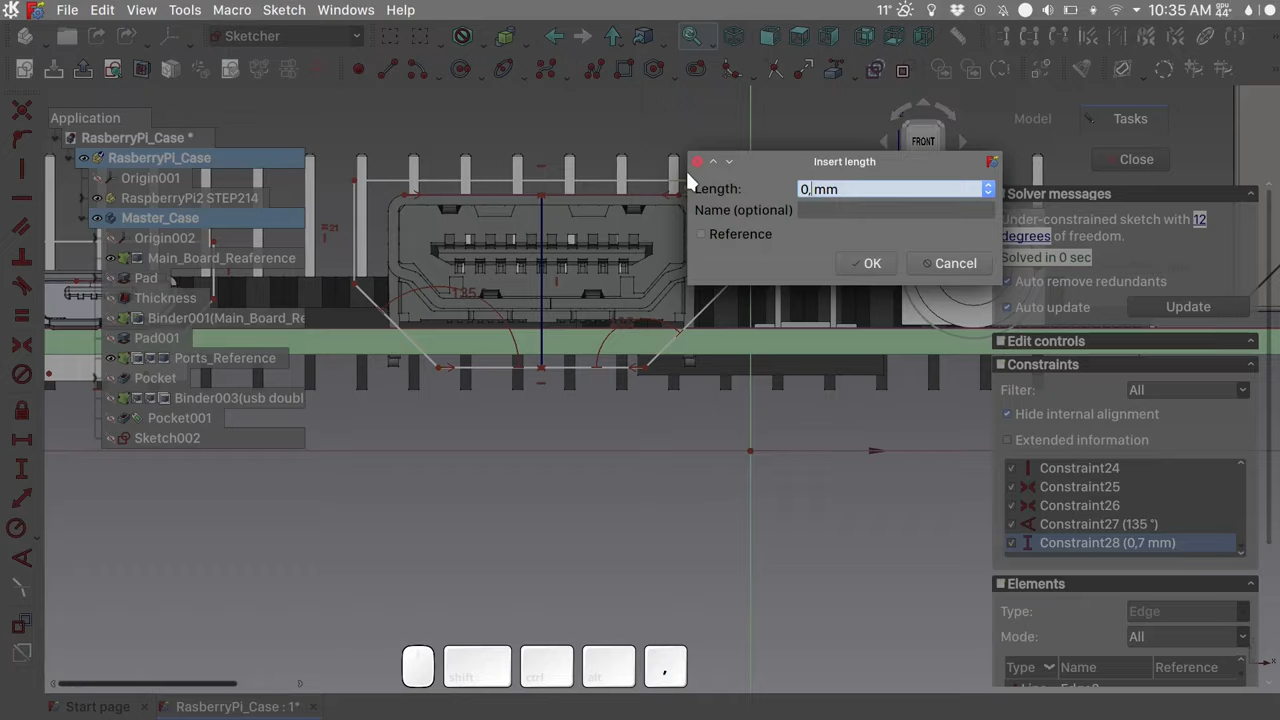 File Edit View Tools Macro Sketch Windows Help
11° 10:35 AM
Sketcher
Application
RasberryPi_Case *
RasberryPi_Case
Origin001
RaspberryPi2 STEP214
Master_Case
Origin002
Main_Board_Reaference
Pad
Thickness
Binder001(Main_Board_Re
Pad001
Ports_Reference
Pocket
Binder003(usb doubl
Pocket001
Sketch002
FRONT
Insert length
Length: 0, mm
Name (optional)
Reference
OK Cancel
135
Model Tasks
Close
Solver messages
Under-constrained sketch with 12
degrees of freedom.
Solved in 0 sec
Auto remove redundants
Auto update Update
Edit controls
Constraints
Filter: All
Hide internal alignment
Extended information
Constraint24
Constraint25
Constraint26
Constraint27 (135 °)
Constraint28 (0,7 mm)
Elements
Type: Edge
Mode: All
Type Name Reference
shift ctrl alt ,
Start page RasberryPi_Case : 1*